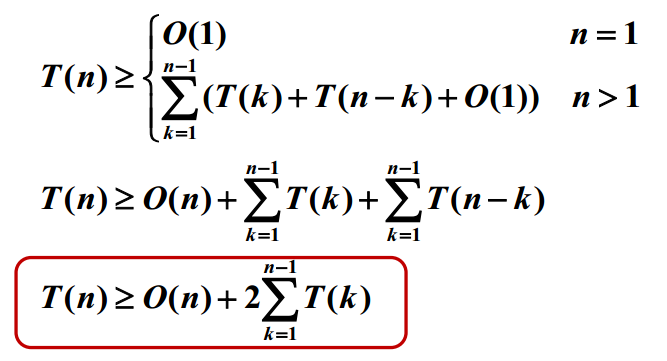 T(n) ≥ { O(1) n = 1
∑_{k=1}^{n−1} (T(k) + T(n − k) + O(1)) n > 1
T(n) ≥ O(n) + ∑_{k=1}^{n−1} T(k) + ∑_{k=1}^{n−1} T(n − k)
T(n) ≥ O(n) + 2∑_{k=1}^{n−1} T(k)